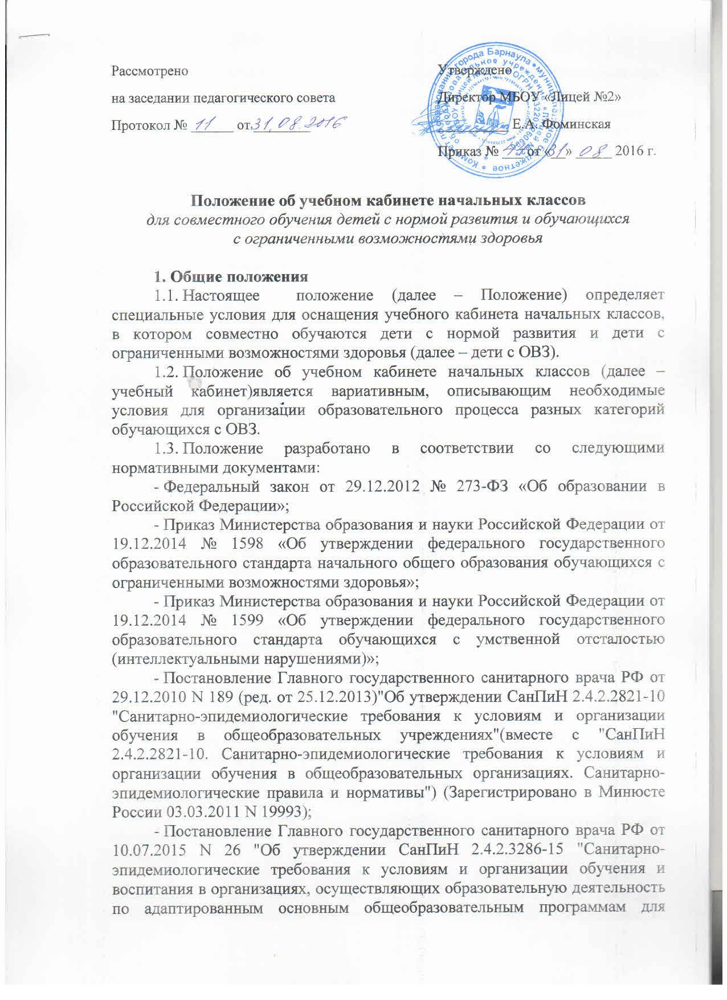 Рассмотрено
на заседании педагогического совета
Протокол № 11 от 31.08.2016
Утверждено
Директор МБОУ «Лицей №2»
Е.А. Фоминская
Приказ № от «31» 08 2016 г.
Положение об учебном кабинете начальных классов
для совместного обучения детей с нормой развития и обучающихся
с ограниченными возможностями здоровья
1. Общие положения
1.1. Настоящее положение (далее – Положение) определяет
специальные условия для оснащения учебного кабинета начальных классов,
в котором совместно обучаются дети с нормой развития и дети с
ограниченными возможностями здоровья (далее – дети с ОВЗ).
1.2. Положение об учебном кабинете начальных классов (далее –
учебный кабинет)является вариативным, описывающим необходимые
условия для организации образовательного процесса разных категорий
обучающихся с ОВЗ.
1.3. Положение разработано в соответствии со следующими
нормативными документами:
- Федеральный закон от 29.12.2012 № 273-ФЗ «Об образовании в
Российской Федерации»;
- Приказ Министерства образования и науки Российской Федерации от
19.12.2014 № 1598 «Об утверждении федерального государственного
образовательного стандарта начального общего образования обучающихся с
ограниченными возможностями здоровья»;
- Приказ Министерства образования и науки Российской Федерации от
19.12.2014 № 1599 «Об утверждении федерального государственного
образовательного стандарта обучающихся с умственной отсталостью
(интеллектуальными нарушениями)»;
- Постановление Главного государственного санитарного врача РФ от
29.12.2010 N 189 (ред. от 25.12.2013)"Об утверждении СанПиН 2.4.2.2821-10
"Санитарно-эпидемиологические требования к условиям и организации
обучения в общеобразовательных учреждениях"(вместе с "СанПиН
2.4.2.2821-10. Санитарно-эпидемиологические требования к условиям и
организации обучения в общеобразовательных организациях. Санитарно-
эпидемиологические правила и нормативы") (Зарегистрировано в Минюсте
России 03.03.2011 N 19993);
- Постановление Главного государственного санитарного врача РФ от
10.07.2015 N 26 "Об утверждении СанПиН 2.4.2.3286-15 "Санитарно-
эпидемиологические требования к условиям и организации обучения и
воспитания в организациях, осуществляющих образовательную деятельность
по адаптированным основным общеобразовательным программам для